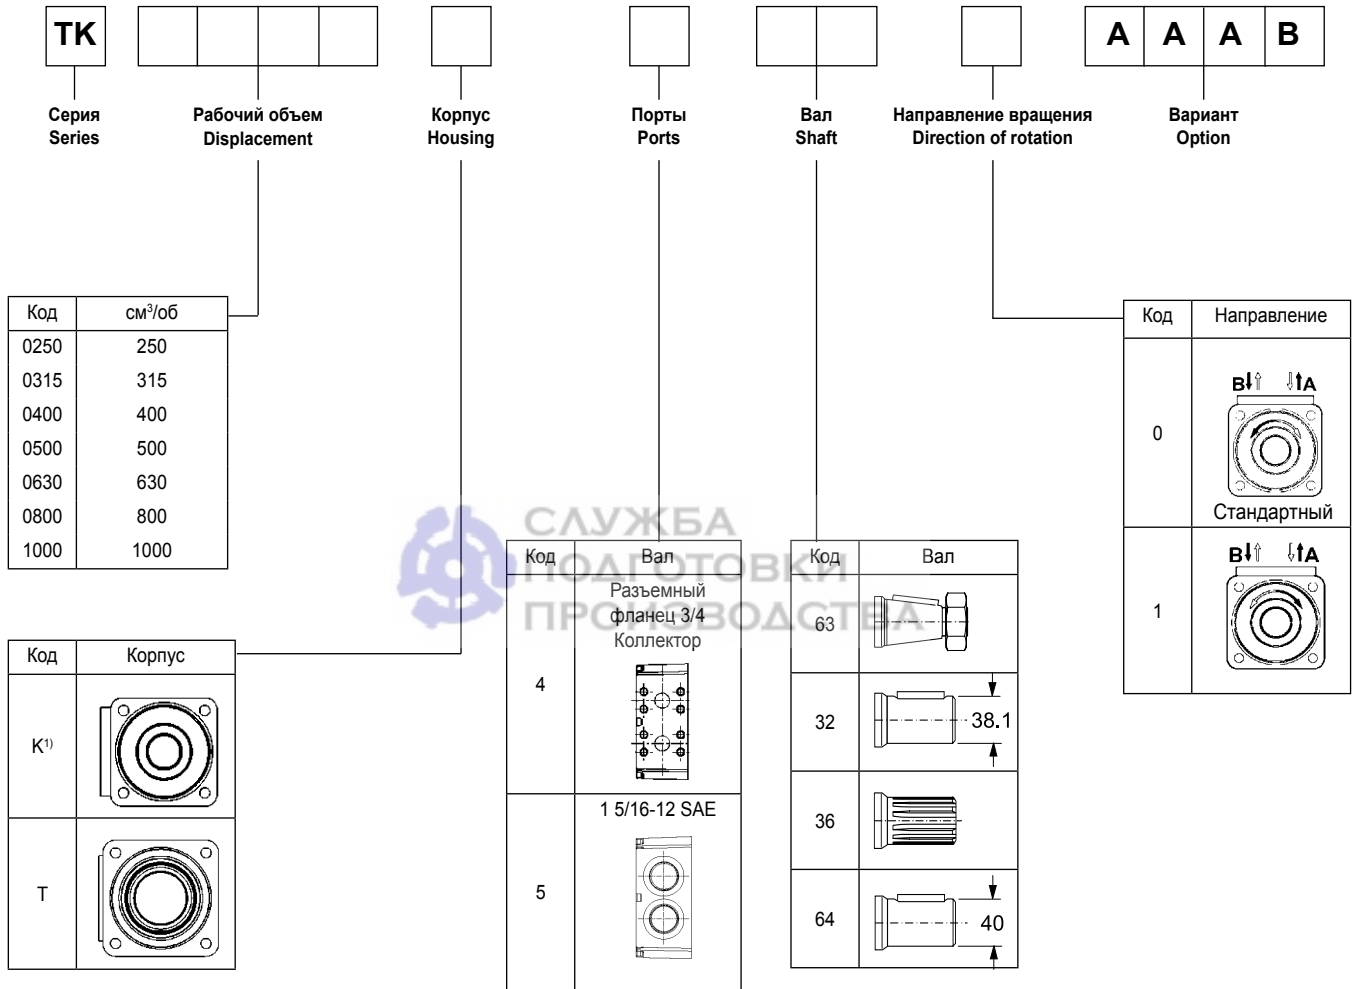 TK
A A A B
Серия
Series
Рабочий объем
Displacement
Корпус
Housing
Порты
Ports
Вал
Shaft
Направление вращения
Direction of rotation
Вариант
Option
Код см³/об
0250 250
0315 315
0400 400
0500 500
0630 630
0800 800
1000 1000
Код Корпус
K¹⁾
T
СЛУЖБА
ПОДГОТОВКИ
ПРОИЗВОДСТВА
Код Вал
4
Разъемный
фланец 3/4
Коллектор
5
1 5/16-12 SAE
Код Вал
63
32
38.1
36
64
40
Код Направление
0
B A
Стандартный
1
B A